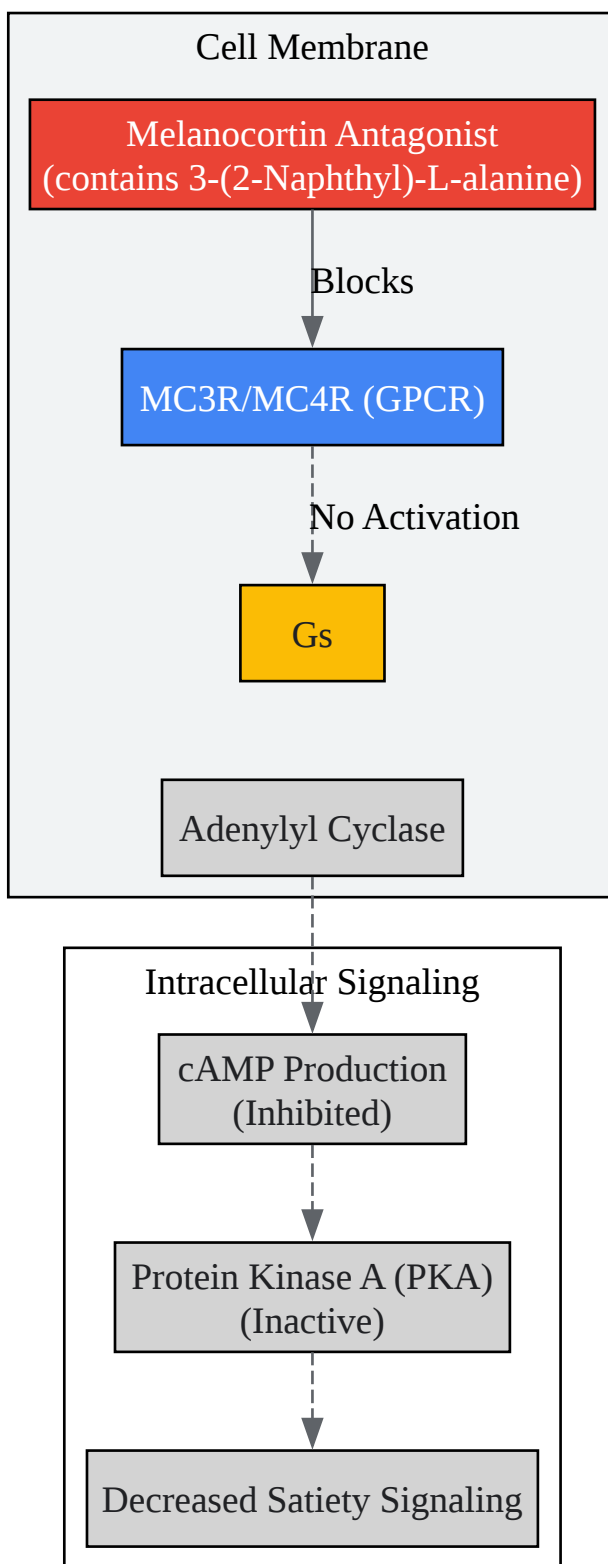 Cell Membrane
Melanocortin Antagonist
(contains 3-(2-Naphthyl)-L-alanine)
Blocks
MC3R/MC4R (GPCR)
No Activation
Gs
Adenylyl Cyclase
Intracellular Signaling
cAMP Production
(Inhibited)
Protein Kinase A (PKA)
(Inactive)
Decreased Satiety Signaling